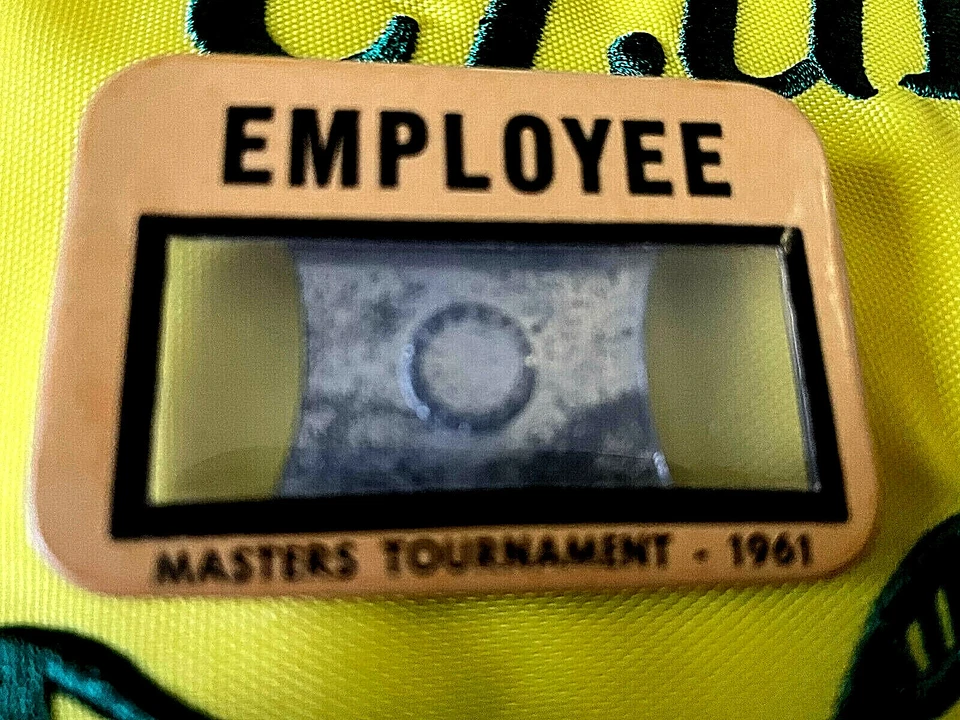 EMPLOYEE
MASTERS TOURNAMENT - 1961